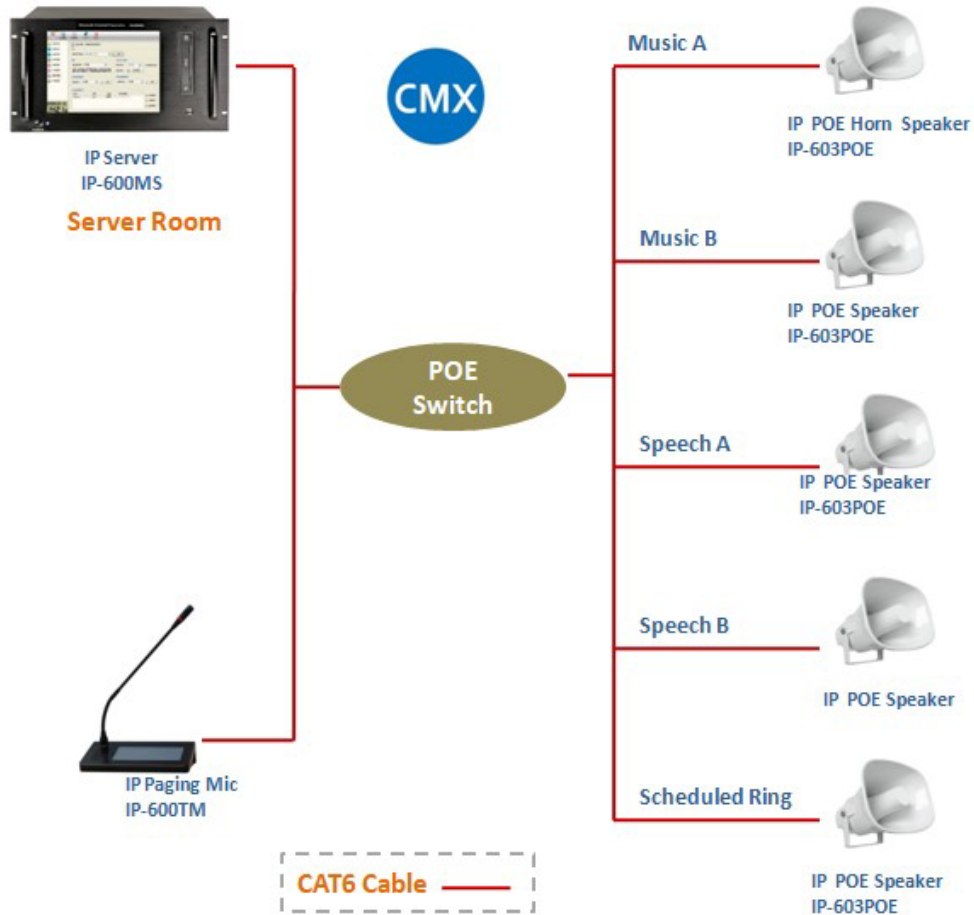 Music A
CMX
IP POE Horn Speaker
IP-603POE
IP Server
IP-600MS
Server Room
Music B
IP POE Speaker
IP-603POE
POE
Switch
Speech A
IP POE Speaker
IP-603POE
Speech B
IP POE Speaker
IP Paging Mic
IP-600TM
Scheduled Ring
CAT6 Cable
IP POE Speaker
IP-603POE